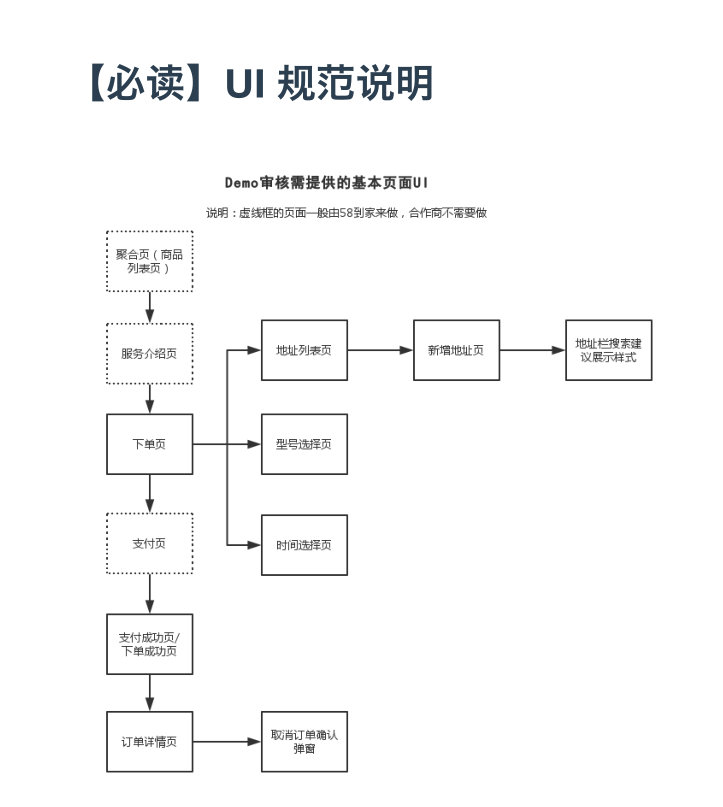 【必读】UI 规范说明
Demo审核需提供的基本页面UI
说明：虚线框的页面一般由58到家来做，合作商不需要做
聚合页（商品
列表页）
服务介绍页
地址列表页
新增地址页
地址栏搜索建
议展示样式
下单页
型号选择页
支付页
时间选择页
支付成功页/
下单成功页
订单详情页
取消订单确认
弹窗